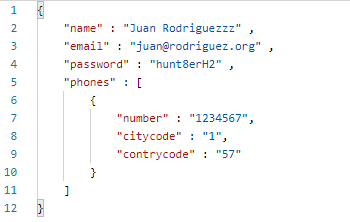 1 {
2 "name" : "Juan Rodriguezzz" ,
3 "email" : "juan@rodriguez.org" ,
4 "password" : "hunt8erH2" ,
5 "phones" : [
6 {
7 "number" : "1234567",
8 "citycode" : "1",
9 "contrycode" : "57"
10 }
11 ]
12 }